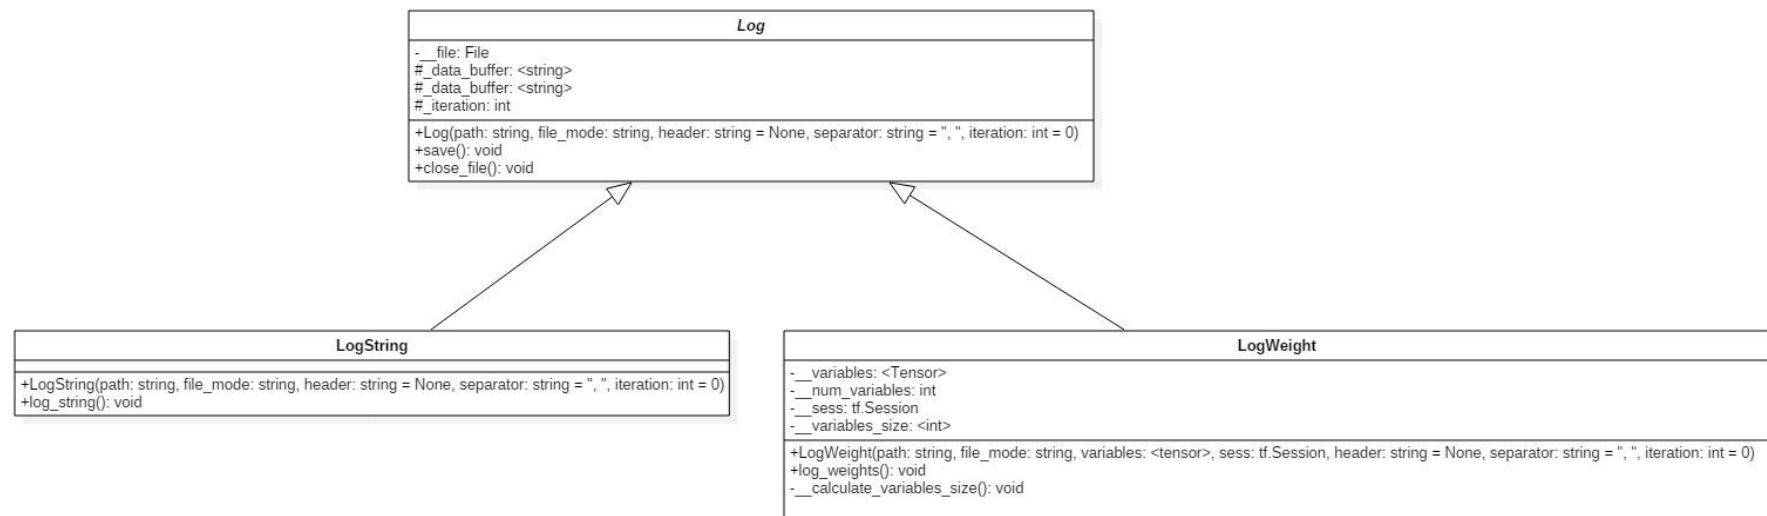 Log
-__file: File
#_data_buffer: <string>
#_data_buffer: <string>
#_iteration: int
+Log(path: string, file_mode: string, header: string = None, separator: string = ", ", iteration: int = 0)
+save(): void
+close_file(): void
LogString
+LogString(path: string, file_mode: string, header: string = None, separator: string = ", ", iteration: int = 0)
+log_string(): void
LogWeight
-__variables: <Tensor>
-__num_variables: int
-__sess: tf.Session
-__variables_size: <int>
+LogWeight(path: string, file_mode: string, variables: <tensor>, sess: tf.Session, header: string = None, separator: string = ", ", iteration: int = 0)
+log_weights(): void
-__calculate_variables_size(): void